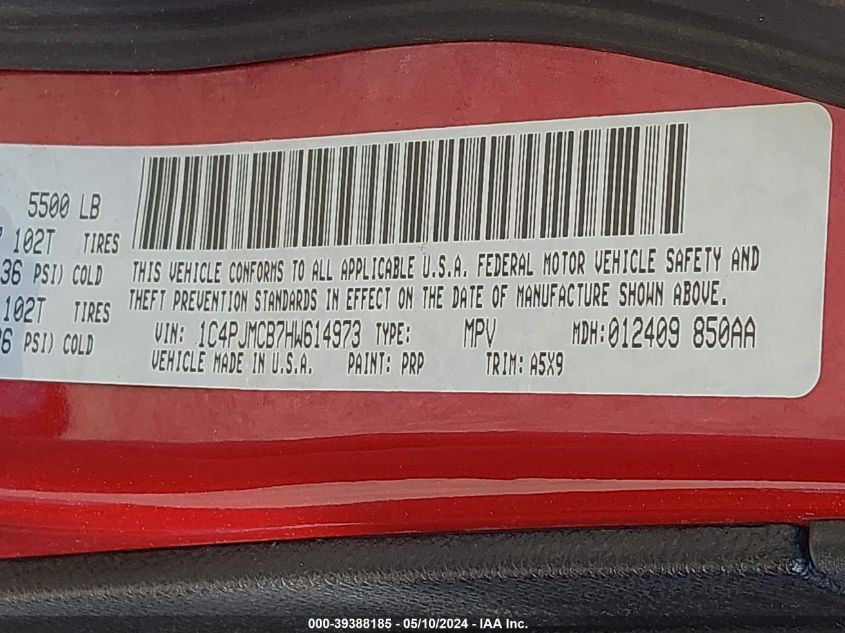 5500 LB
102T TIRES
36 PSI) COLD
102T TIRES
PSI) COLD
THIS VEHICLE CONFORMS TO ALL APPLICABLE U.S.A. FEDERAL MOTOR VEHICLE SAFETY AND
THEFT PREVENTION STANDARDS IN EFFECT ON THE DATE OF MANUFACTURE SHOWN ABOVE.
VIN: 1C4PJMCB7HW614973 TYPE: MPV MDH:012409 850AA
VEHICLE MADE IN U.S.A. PAINT: PRP TRIM: A5X9
000-39388185 - 05/10/2024 - IAA Inc.